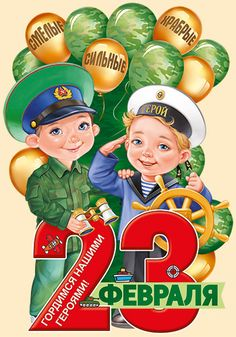 СМЕЛЫЕ
ХРАБРЫЕ
СИЛЬНЫЕ
ГЕРОЙ
23
ФЕВРАЛЯ
ГОРДИМСЯ НАШИМИ
ГЕРОЯМИ!